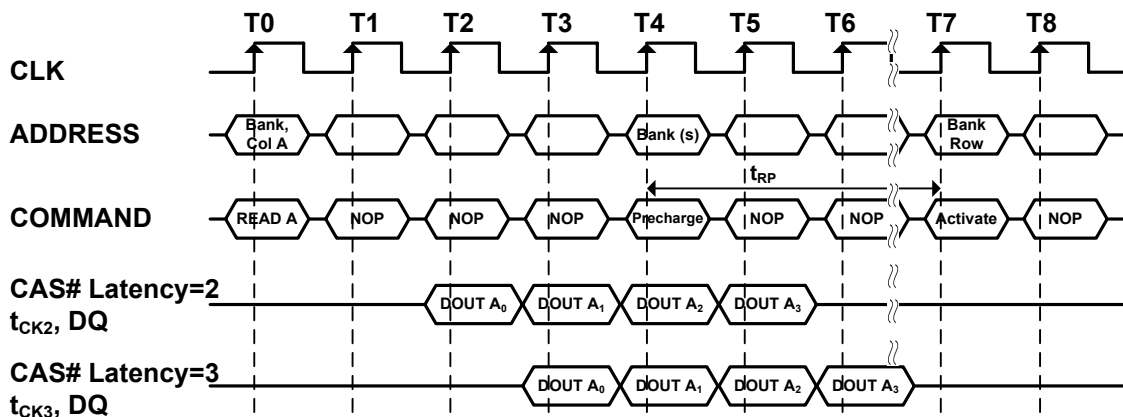 T0 T1 T2 T3 T4 T5 T6 T7 T8
CLK
ADDRESS
Bank,
Col A
Bank (s)
Bank
Row
tRP
COMMAND
READ A NOP NOP NOP Precharge NOP NOP Activate NOP
CAS# Latency=2
tCK2, DQ
DOUT A0 DOUT A1 DOUT A2 DOUT A3
CAS# Latency=3
tCK3, DQ
DOUT A0 DOUT A1 DOUT A2 DOUT A3